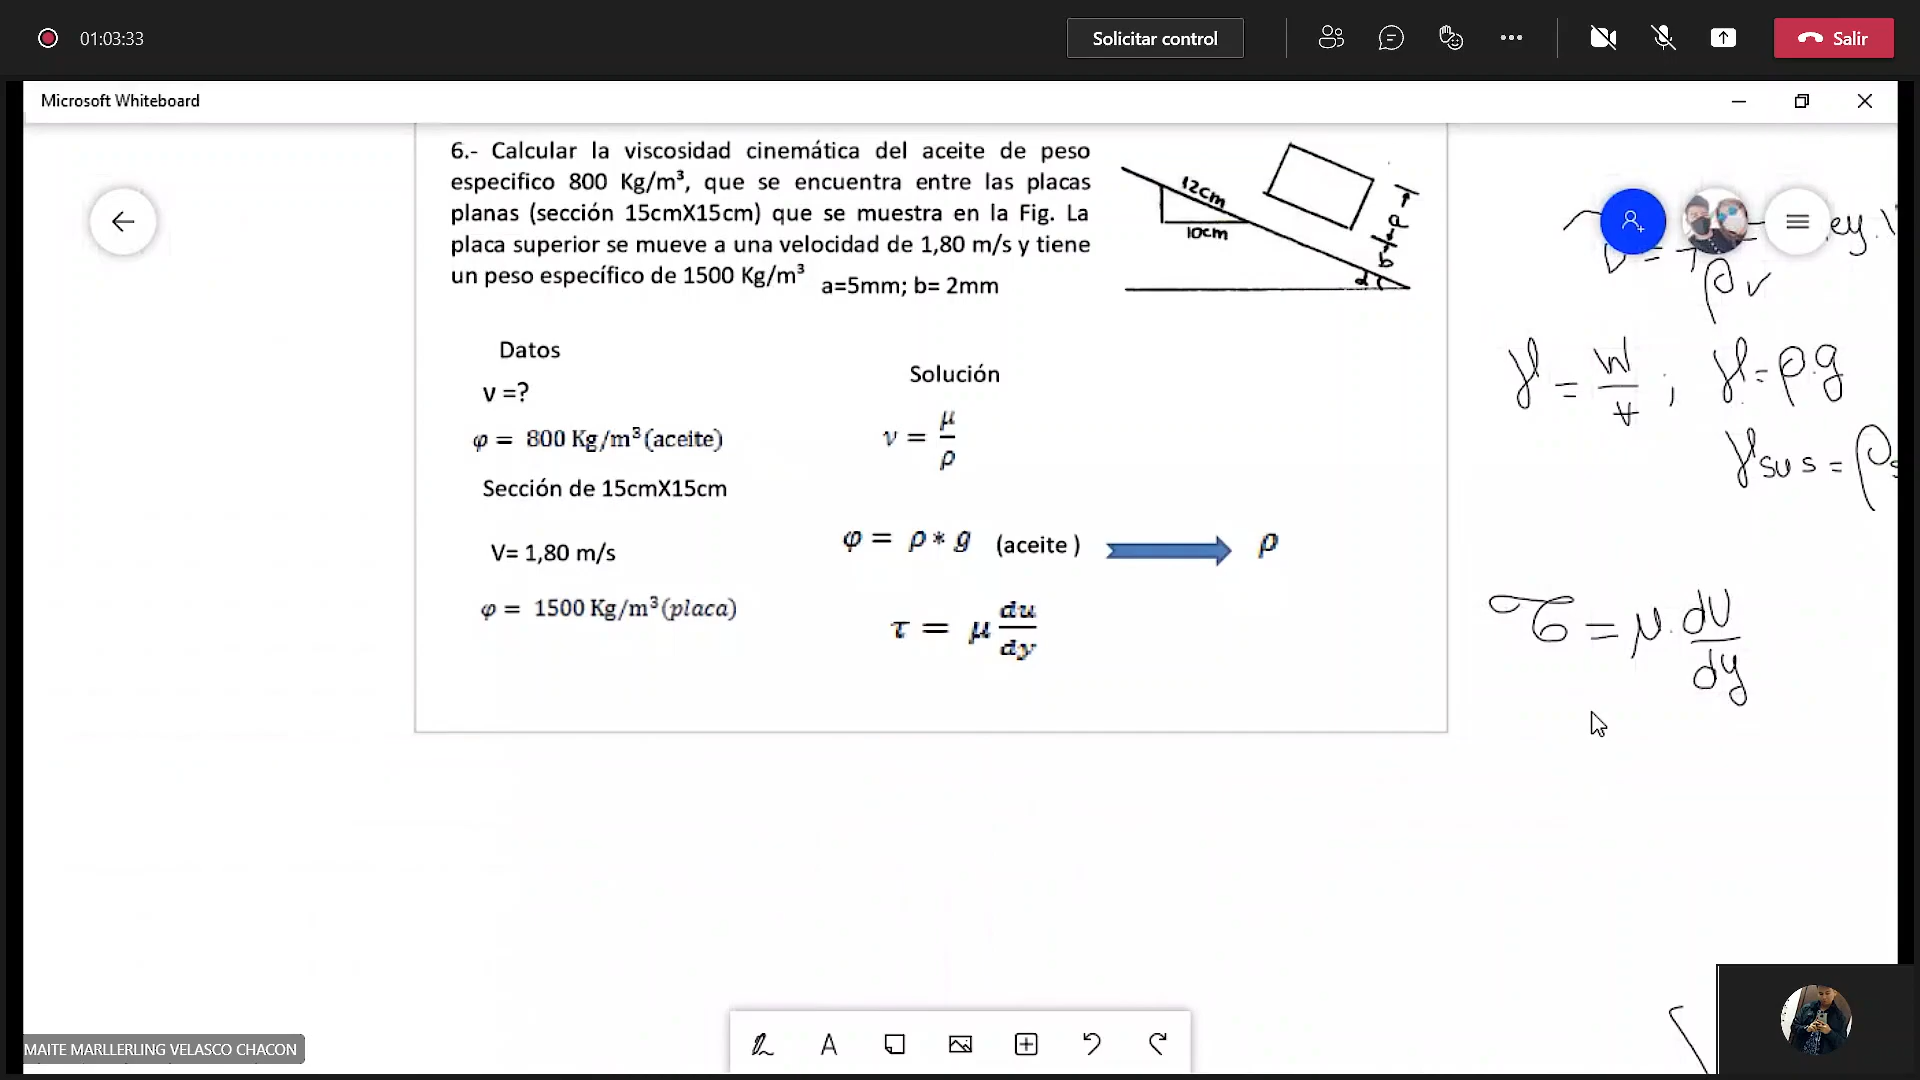 01:03:33
Solicitar control
Salir
Microsoft Whiteboard
6.- Calcular la viscosidad cinemática del aceite de peso
especifico 800 Kg/m³, que se encuentra entre las placas
planas (sección 15cmX15cm) que se muestra en la Fig. La
placa superior se mueve a una velocidad de 1,80 m/s y tiene
un peso específico de 1500 Kg/m³
a=5mm; b= 2mm
12cm
10cm
a
b
α
Datos
ν =?
φ = 800 Kg/m³(aceite)
Sección de 15cmX15cm
V= 1,80 m/s
φ = 1500 Kg/m³(placa)
Solución
ν = μ/ρ
φ = ρ * g (aceite ) ρ
τ = μ du/dy
ρ v
γ = W/V ; γ = ρ.g
γsus = ρs
τ = μ. dV/dy
MAITE MARLLERLING VELASCO CHACON